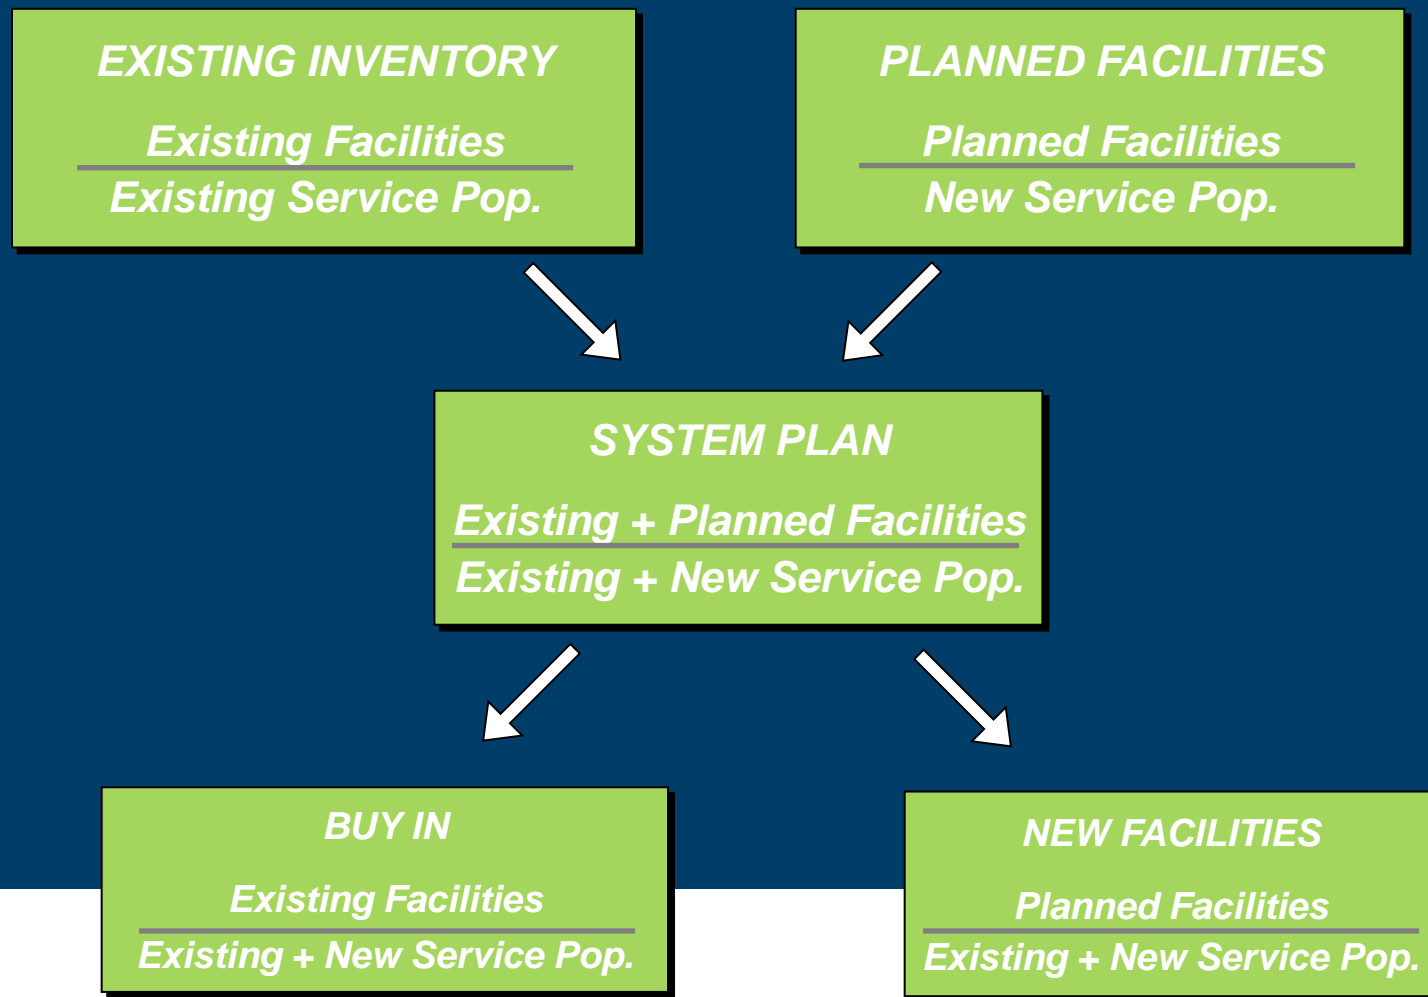 EXISTING INVENTORY
Existing Facilities
Existing Service Pop.
PLANNED FACILITIES
Planned Facilities
New Service Pop.
SYSTEM PLAN
Existing + Planned Facilities
Existing + New Service Pop.
BUY IN
Existing Facilities
Existing + New Service Pop.
NEW FACILITIES
Planned Facilities
Existing + New Service Pop.